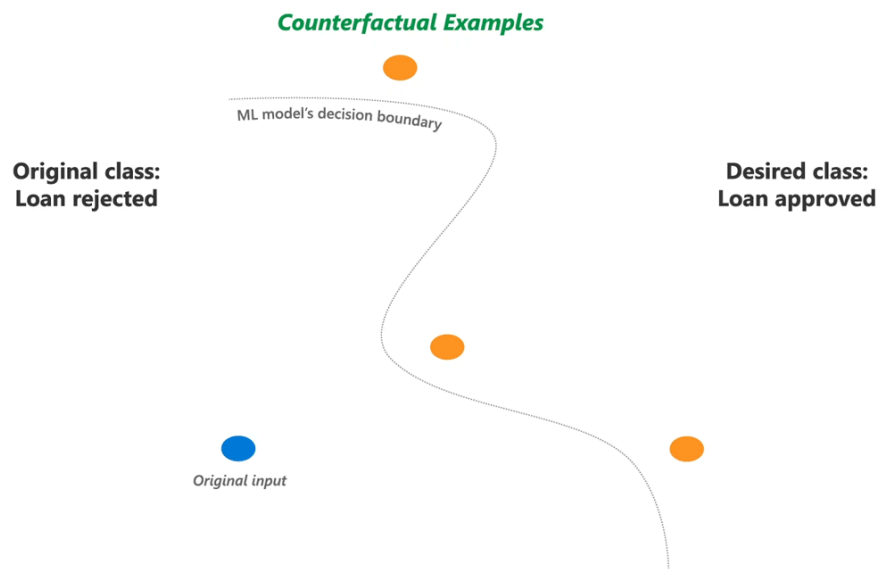 Counterfactual Examples
ML model's decision boundary
Original class:
Loan rejected
Desired class:
Loan approved
Original input